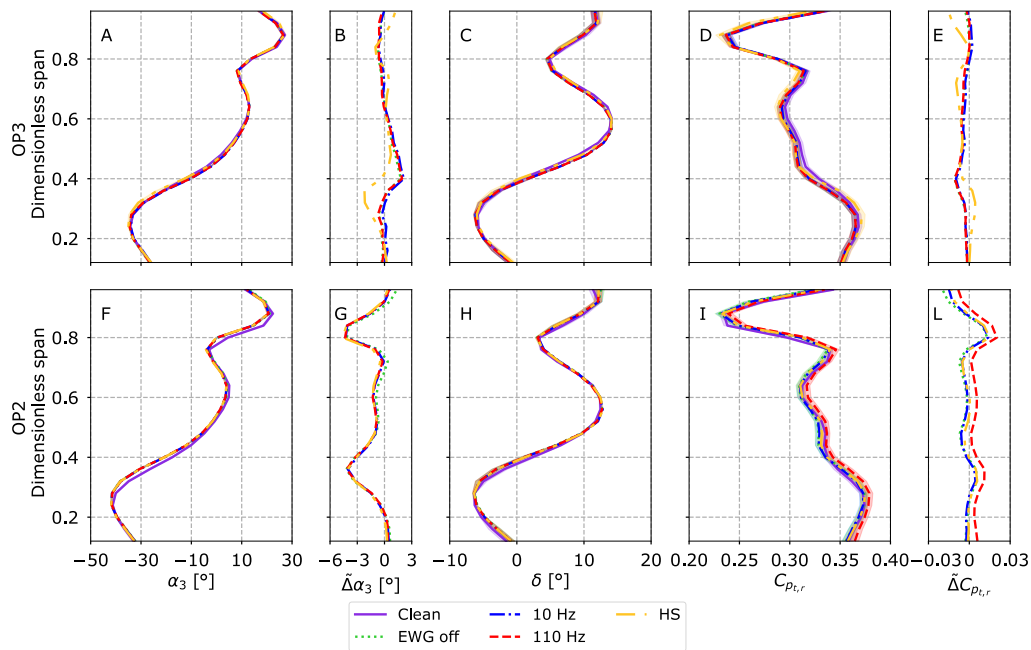 A B C D E
OP3
Dimensionless span
0.8
0.6
0.4
0.2
F G H I L
OP2
Dimensionless span
0.8
0.6
0.4
0.2
−50 −30 −10 10 30
−6 −3 0 3
−10 0 10 20
0.20 0.25 0.30 0.35 0.40
−0.03 0 0.03
α₃ [°]
Δ̃α₃ [°]
δ [°]
Cₚₜ,ᵣ
Δ̃Cₚₜ,ᵣ
Clean 10 Hz HS
EWG off 110 Hz